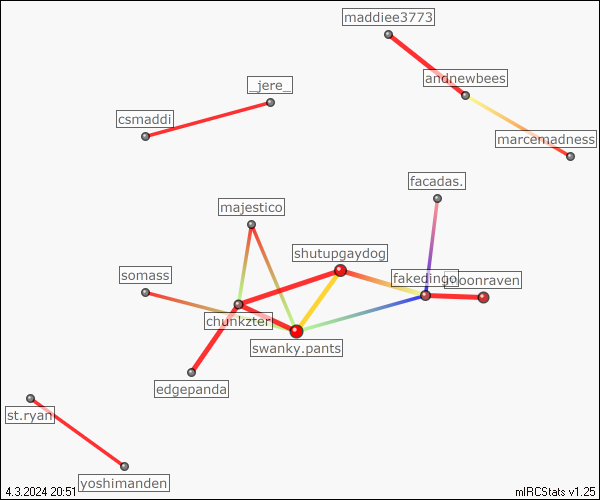 maddiee3773
andnewbees
_jere_
csmaddi
marcemadness
facadas.
majestico
shutupgaydog
somass
fakedingo
moonraven
chunkzter
swanky.pants
edgepanda
st.ryan
yoshimanden
4.3.2024 20:51
mIRCStats v1.25